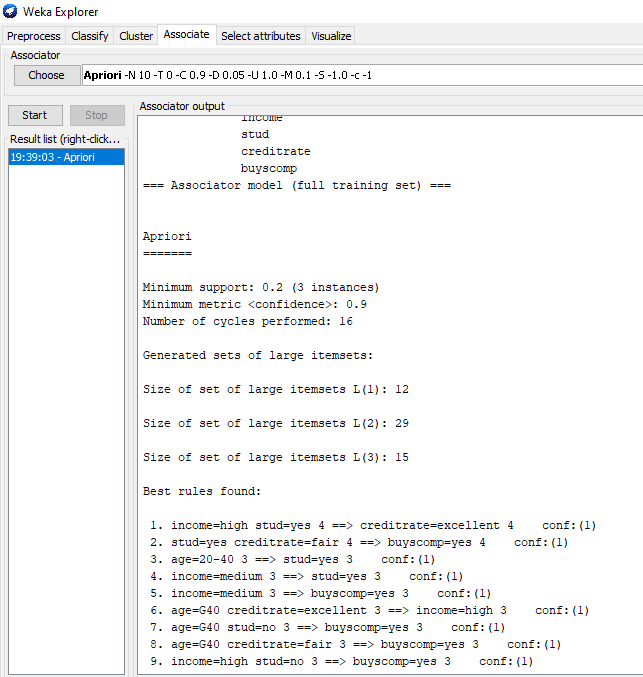 Weka Explorer
Preprocess Classify Cluster Associate Select attributes Visualize
Associator
Choose Apriori -N 10 -T 0 -C 0.9 -D 0.05 -U 1.0 -M 0.1 -S -1.0 -c -1
Start Stop
Result list (right-click...
19:39:03 - Apriori
Associator output
income
stud
creditrate
buyscomp
=== Associator model (full training set) ===
Apriori
=======
Minimum support: 0.2 (3 instances)
Minimum metric <confidence>: 0.9
Number of cycles performed: 16
Generated sets of large itemsets:
Size of set of large itemsets L(1): 12
Size of set of large itemsets L(2): 29
Size of set of large itemsets L(3): 15
Best rules found:
1. income=high stud=yes 4 ==> creditrate=excellent 4 conf:(1)
2. stud=yes creditrate=fair 4 ==> buyscomp=yes 4 conf:(1)
3. age=20-40 3 ==> stud=yes 3 conf:(1)
4. income=medium 3 ==> stud=yes 3 conf:(1)
5. income=medium 3 ==> buyscomp=yes 3 conf:(1)
6. age=G40 creditrate=excellent 3 ==> income=high 3 conf:(1)
7. age=G40 stud=no 3 ==> buyscomp=yes 3 conf:(1)
8. age=G40 creditrate=fair 3 ==> buyscomp=yes 3 conf:(1)
9. income=high stud=no 3 ==> buyscomp=yes 3 conf:(1)